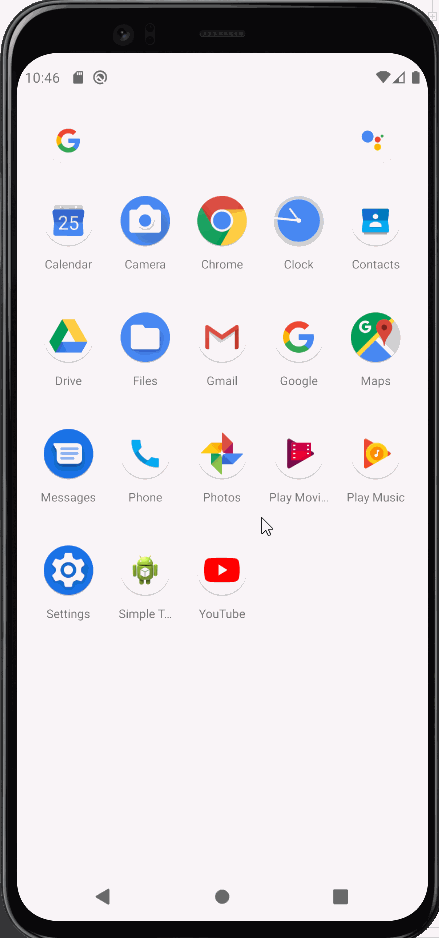 10:46
25
Calendar Camera Chrome Clock Contacts
G
Drive Files Gmail Google Maps
Messages Phone Photos Play Movi... Play Music
Settings Simple T... YouTube